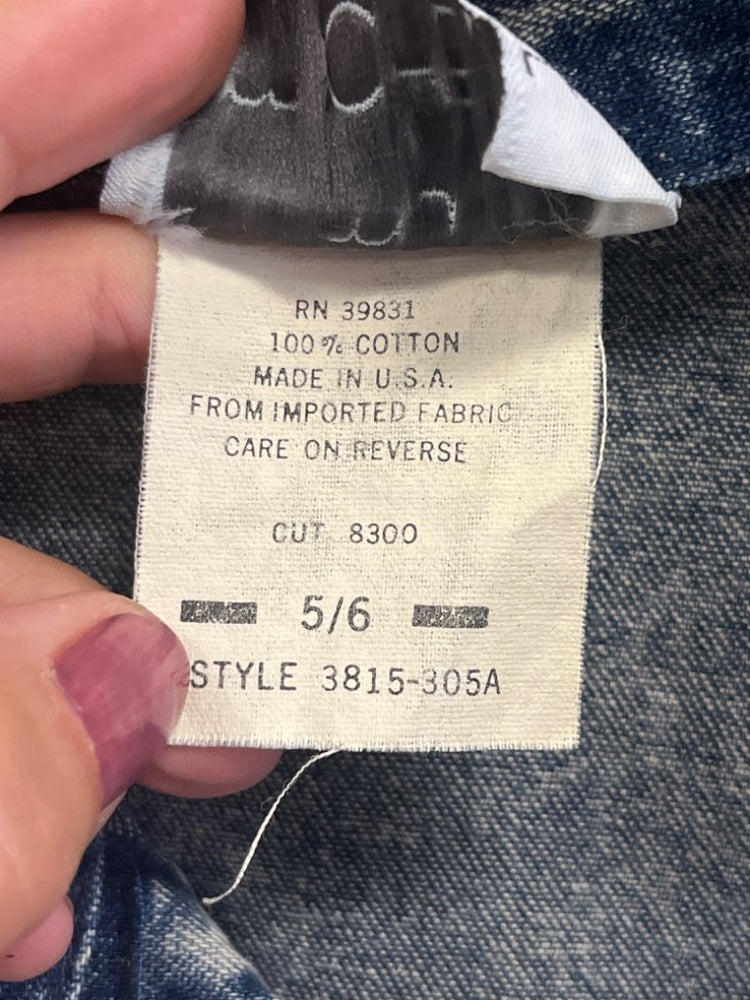 RN 39831
100% COTTON
MADE IN U.S.A.
FROM IMPORTED FABRIC
CARE ON REVERSE
CUT 8300
5/6
STYLE 3815-305A